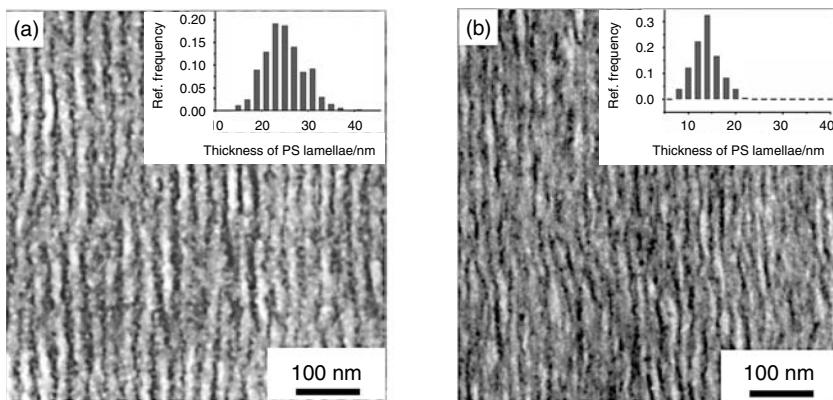 (a)
Ref. frequency
0.20
0.15
0.10
0.05
0.00
10 20 30 40
Thickness of PS lamellae/nm
100 nm
(b)
Ref. frequency
0.3
0.2
0.1
0.0
10 20 30 40
Thickness of PS lamellae/nm
100 nm